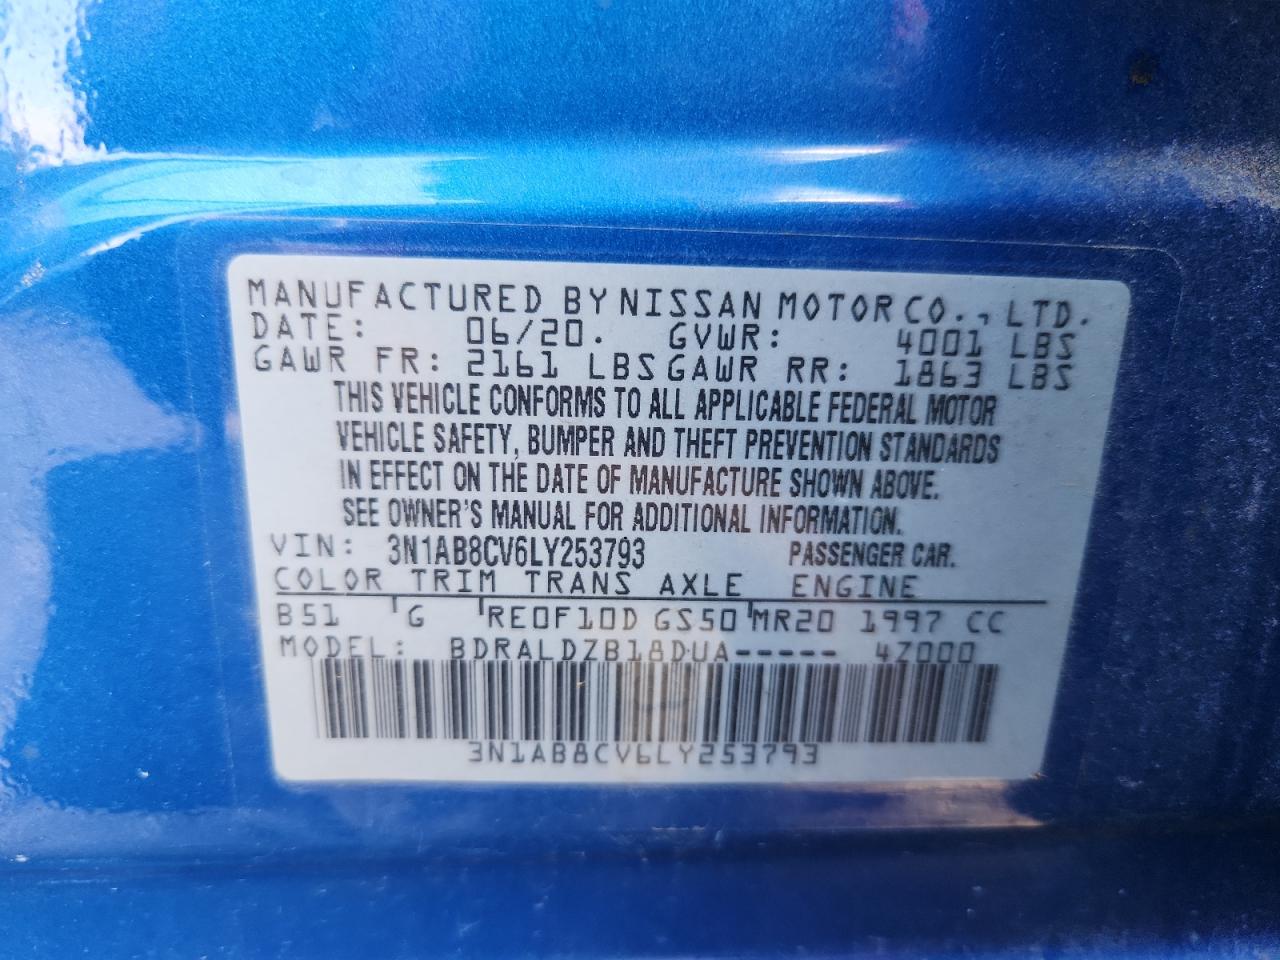 MANUFACTURED BY NISSAN MOTOR CO., LTD.
DATE: 06/20. GVWR: 4001 LBS
GAWR FR: 2161 LBS GAWR RR: 1863 LBS
THIS VEHICLE CONFORMS TO ALL APPLICABLE FEDERAL MOTOR
VEHICLE SAFETY, BUMPER AND THEFT PREVENTION STANDARDS
IN EFFECT ON THE DATE OF MANUFACTURE SHOWN ABOVE.
SEE OWNER'S MANUAL FOR ADDITIONAL INFORMATION.
VIN: 3N1AB8CV6LY253793 PASSENGER CAR.
COLOR TRIM TRANS AXLE ENGINE
B51 G RE0F10D GS50 MR20 1997 CC
MODEL: BDRALDZB18DUA----- 4Z000
3N1AB8CV6LY253793